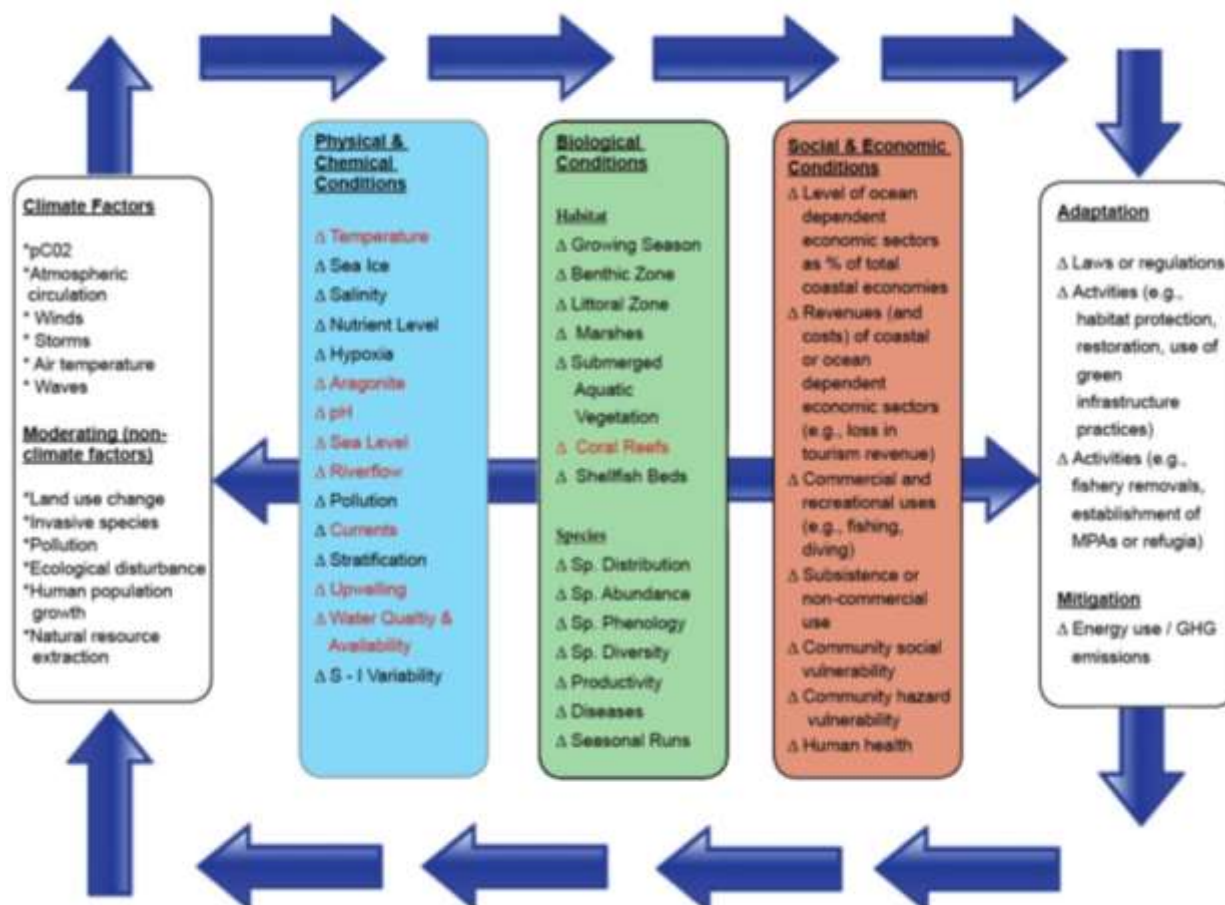 Climate Factors
*pC02
*Atmospheric
circulation
* Winds
* Storms
* Air temperature
* Waves
Moderating (non-
climate factors)
*Land use change
*Invasive species
*Pollution
*Ecological disturbance
*Human population
growth
*Natural resource
extraction
Physical &
Chemical
Conditions
Δ Temperature
Δ Sea Ice
Δ Salinity
Δ Nutrient Level
Δ Hypoxia
Δ Aragonite
Δ pH
Δ Sea Level
Δ Riverflow
Δ Pollution
Δ Currents
Δ Stratification
Δ Upwelling
Δ Water Qualtiy &
Availability
Δ S - I Variability
Biological
Conditions
Habitat
Δ Growing Season
Δ Benthic Zone
Δ Littoral Zone
Δ Marshes
Δ Submerged
Aquatic
Vegetation
Δ Coral Reefs
Δ Shellfish Beds
Species
Δ Sp. Distribution
Δ Sp. Abundance
Δ Sp. Phenology
Δ Sp. Diversity
Δ Productivity
Δ Diseases
Δ Seasonal Runs
Social & Economic
Conditions
Δ Level of ocean
dependent
economic sectors
as % of total
coastal economies
Δ Revenues (and
costs) of coastal
or ocean
dependent
economic sectors
(e.g., loss in
tourism revenue)
Δ Commercial and
recreational uses
(e.g., fishing,
diving)
Δ Subsistence or
non-commercial
use
Δ Community social
vulnerability
Δ Community hazard
vulnerability
Δ Human health
Adaptation
Δ Laws or regulations
Δ Actvities (e.g.,
habitat protection,
restoration, use of
green
infrastructure
practices)
Δ Activities (e.g.,
fishery removals,
establishment of
MPAs or refugia)
Mitigation
Δ Energy use / GHG
emissions